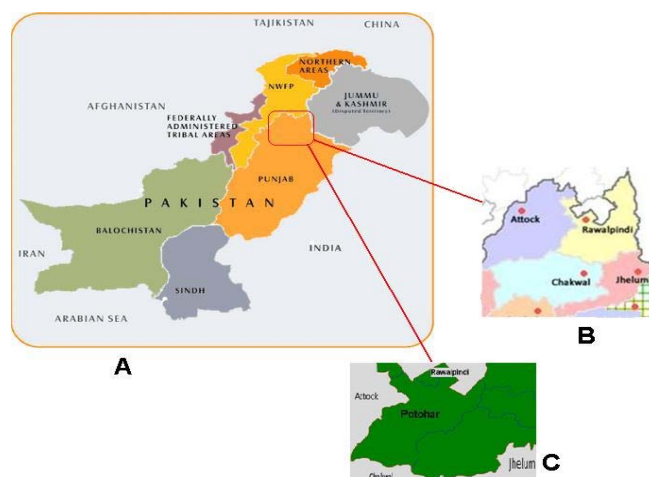 TAJIKISTAN
CHINA
NORTHERN
AREAS
NWFP
JUMMU
& KASHMIR
(Disputed Territory)
AFGHANISTAN
FEDERALLY
ADMINISTERED
TRIBAL AREAS
PUNJAB
PAKISTAN
BALOCHISTAN
IRAN
INDIA
SINDH
ARABIAN SEA
A
Attock
Rawalpindi
Chakwal
Jhelum
B
Rawalpinci
Attock
Potohar
Jhelum
C